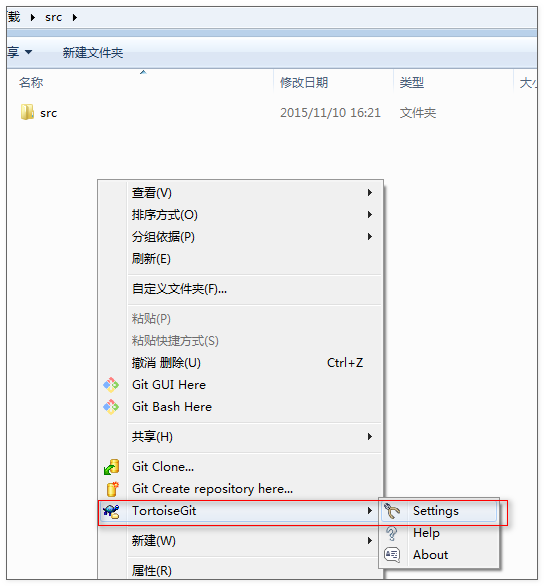 载 src
享 新建文件夹
名称 修改日期 类型
src 2015/11/10 16:21 文件夹
查看(V)
排序方式(O)
分组依据(P)
刷新(E)
自定义文件夹(F)...
粘贴(P)
粘贴快捷方式(S)
撤消 删除(U) Ctrl+Z
Git GUI Here
Git Bash Here
共享(H)
Git Clone...
Git Create repository here...
TortoiseGit Settings
Help
新建(W)
About
属性(R)